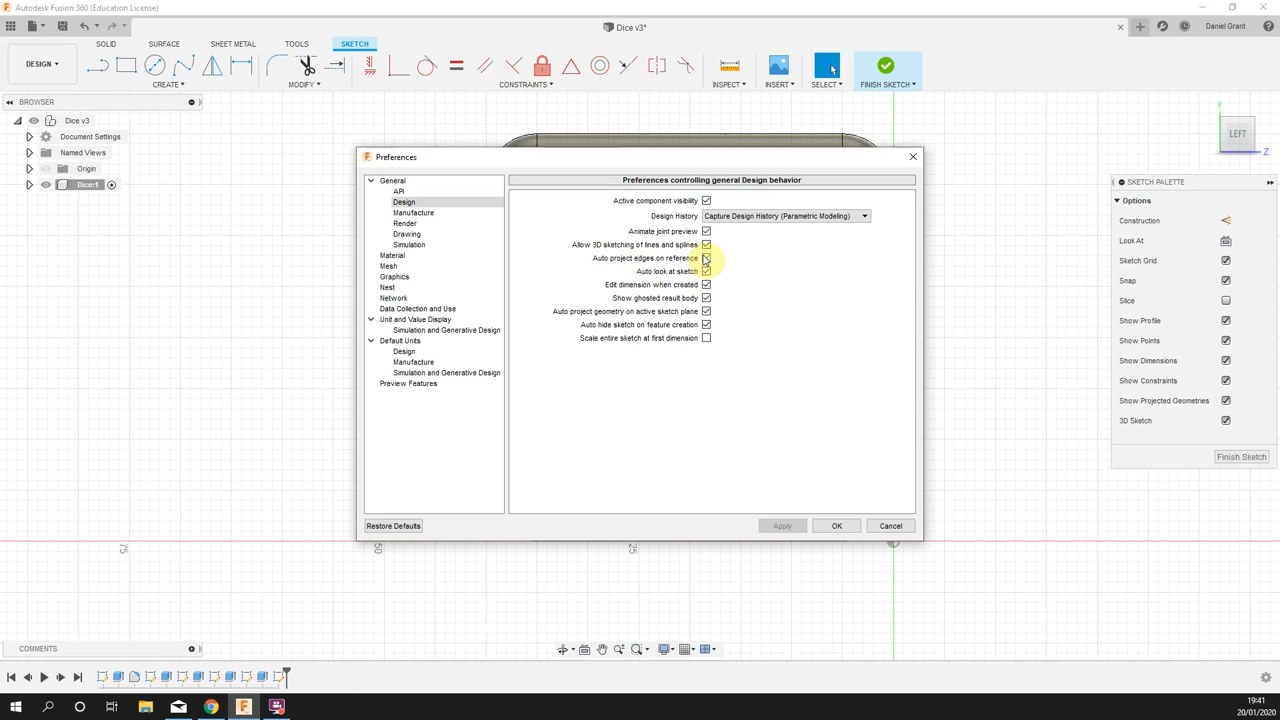 Autodesk Fusion 360 (Education License)
Dice v3*
Daniel Grant
DESIGN
SOLID SURFACE SHEET METAL TOOLS SKETCH
CREATE MODIFY CONSTRAINTS INSPECT INSERT SELECT FINISH SKETCH
BROWSER
Dice v3
Document Settings
Named Views
Origin
Dice:1
Preferences
General
API
Design
Manufacture
Render
Drawing
Simulation
Material
Mesh
Graphics
Nest
Network
Data Collection and Use
Unit and Value Display
Simulation and Generative Design
Default Units
Design
Manufacture
Simulation and Generative Design
Preview Features
Preferences controlling general Design behavior
Active component visibility
Design History Capture Design History (Parametric Modeling)
Animate joint preview
Allow 3D sketching of lines and splines
Auto project edges on reference
Auto look at sketch
Edit dimension when created
Show ghosted result body
Auto project geometry on active sketch plane
Auto hide sketch on feature creation
Scale entire sketch at first dimension
Restore Defaults Apply OK Cancel
Y
LEFT
Z
SKETCH PALETTE
Options
Construction
Look At
Sketch Grid
Snap
Slice
Show Profile
Show Points
Show Dimensions
Show Constraints
Show Projected Geometries
3D Sketch
Finish Sketch
75 50 25
COMMENTS
19:41
20/01/2020